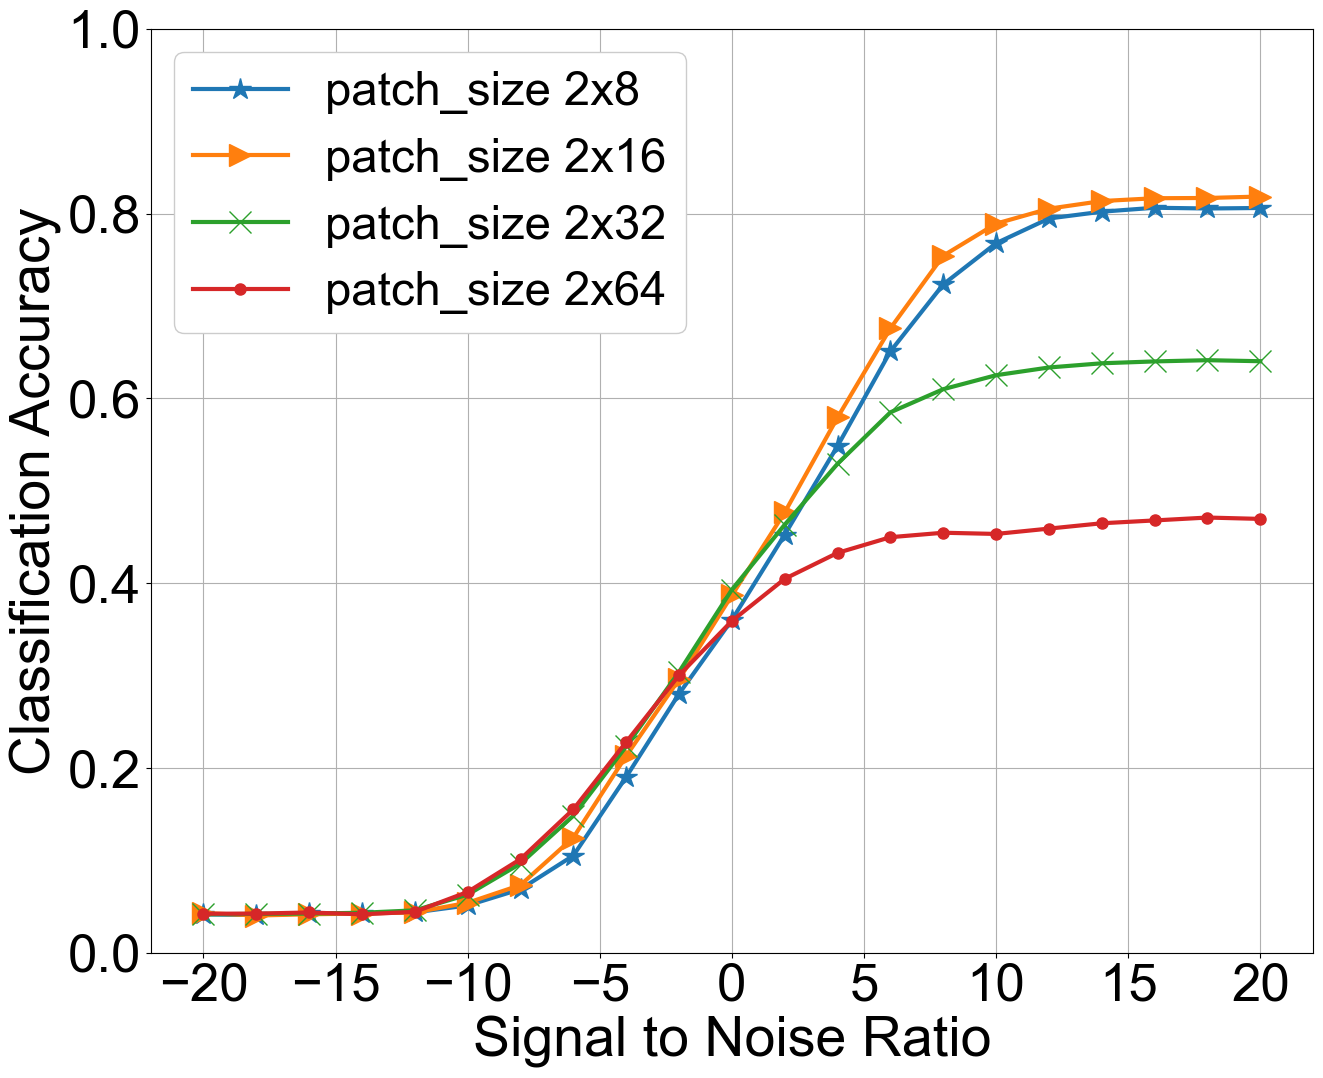 1.0
0.8
0.6
0.4
0.2
0.0
Classification Accuracy
patch_size 2x8
patch_size 2x16
patch_size 2x32
patch_size 2x64
−20 −15 −10 −5 0 5 10 15 20
Signal to Noise Ratio